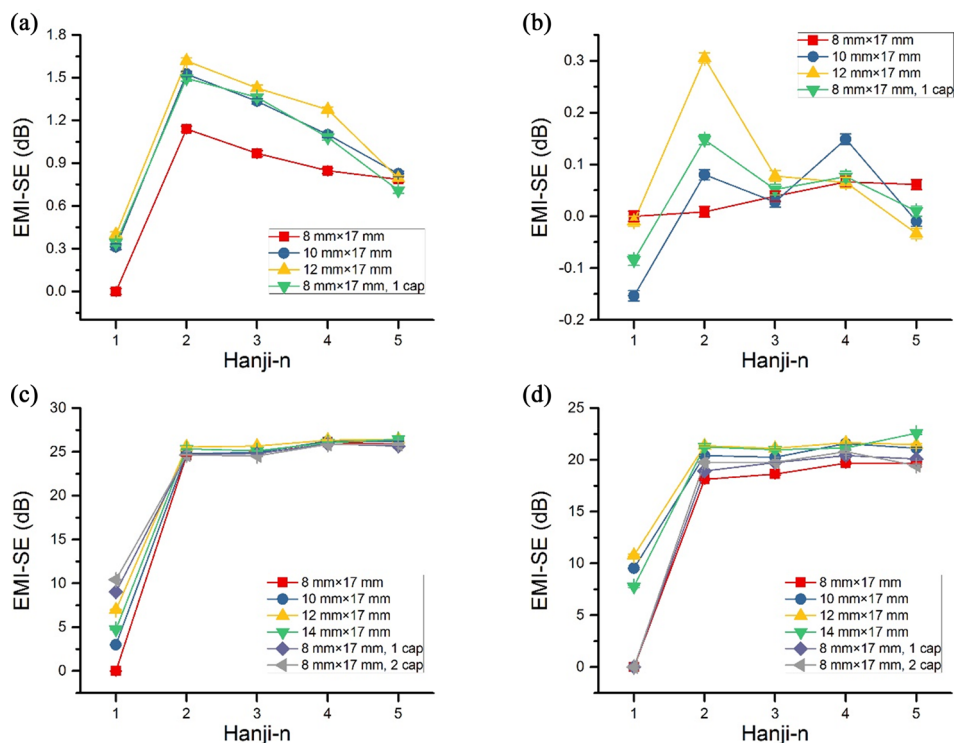 (a)
EMI-SE (dB)
1.8
1.5
1.2
0.9
0.6
0.3
0.0
8 mm×17 mm
10 mm×17 mm
12 mm×17 mm
8 mm×17 mm, 1 cap
1 2 3 4 5
Hanji-n
(b)
EMI-SE (dB)
0.3
0.2
0.1
0.0
-0.1
-0.2
8 mm×17 mm
10 mm×17 mm
12 mm×17 mm
8 mm×17 mm, 1 cap
1 2 3 4 5
Hanji-n
(c)
EMI-SE (dB)
30
25
20
15
10
5
0
8 mm×17 mm
10 mm×17 mm
12 mm×17 mm
14 mm×17 mm
8 mm×17 mm, 1 cap
8 mm×17 mm, 2 cap
1 2 3 4 5
Hanji-n
(d)
EMI-SE (dB)
25
20
15
10
5
0
8 mm×17 mm
10 mm×17 mm
12 mm×17 mm
14 mm×17 mm
8 mm×17 mm, 1 cap
8 mm×17 mm, 2 cap
1 2 3 4 5
Hanji-n